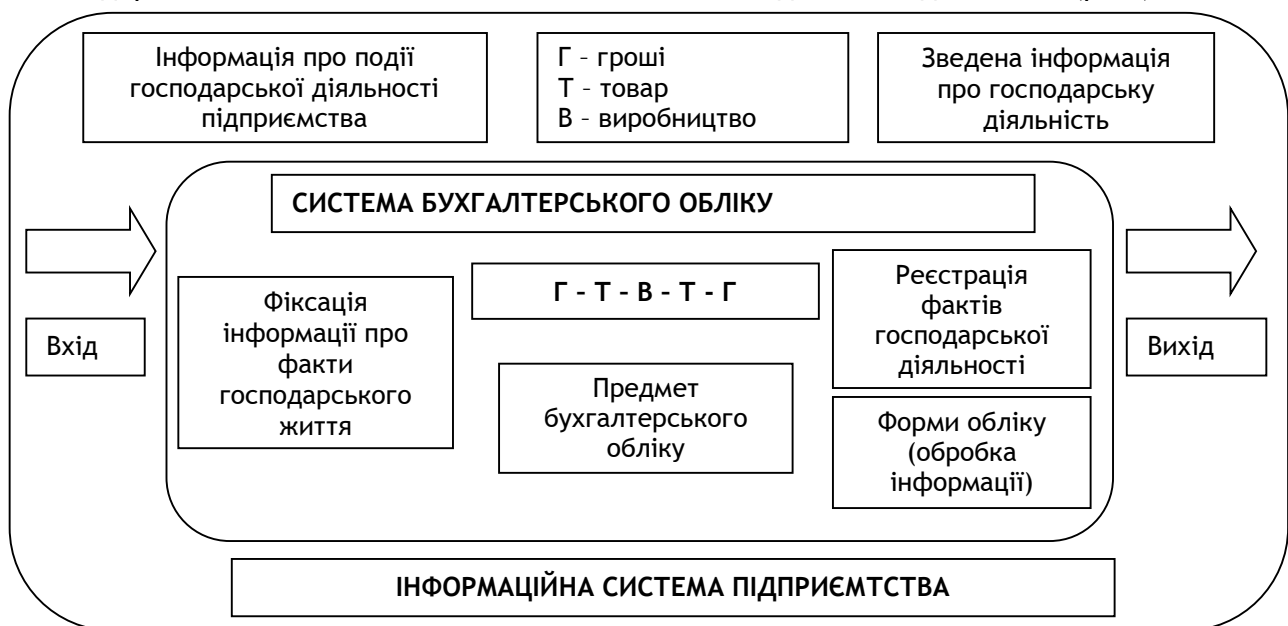 Інформація про події
господарської діяльності
підприємства
Г - гроші
Т - товар
В - виробництво
Зведена інформація
про господарську
діяльність
СИСТЕМА БУХГАЛТЕРСЬКОГО ОБЛІКУ
Вхід
Фіксація
інформації про
факти
господарського
життя
Г - Т - В - Т - Г
Предмет
бухгалтерського
обліку
Реєстрація
фактів
господарської
діяльності
Форми обліку
(обробка
інформації)
Вихід
ІНФОРМАЦІЙНА СИСТЕМА ПІДПРИЄМТСТВА